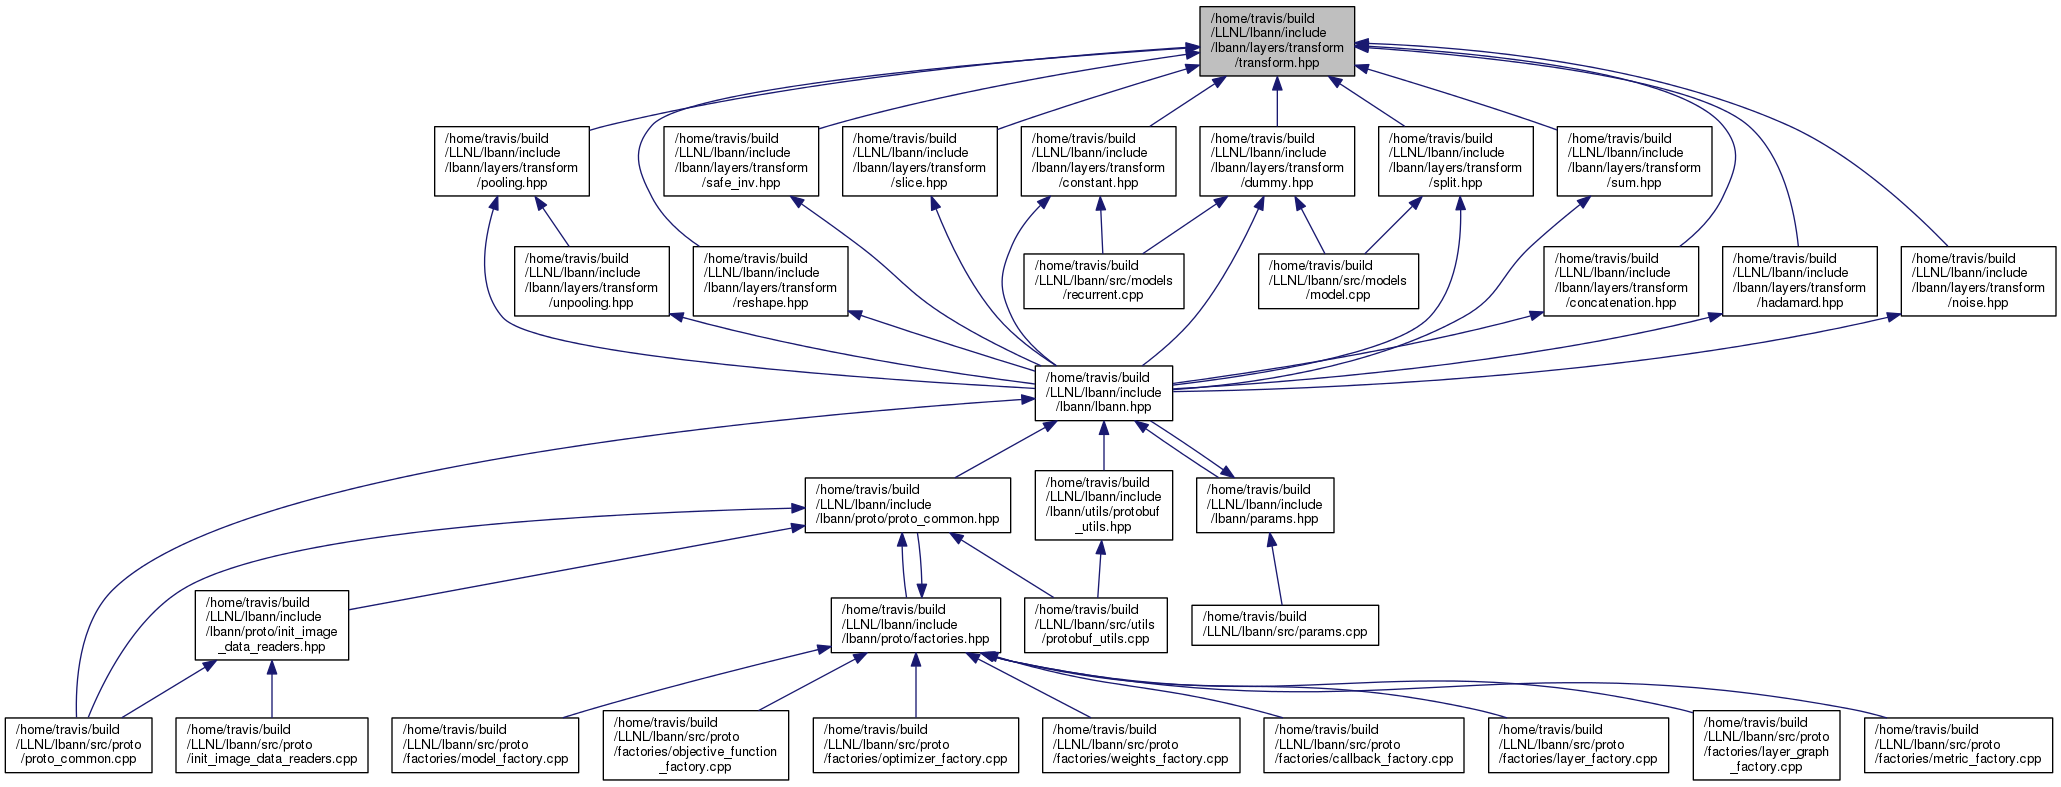 /home/travis/build
/LLNL/lbann/include
/lbann/layers/transform
/transform.hpp
/home/travis/build
/LLNL/lbann/include
/lbann/layers/transform
/pooling.hpp
/home/travis/build
/LLNL/lbann/include
/lbann/layers/transform
/safe_inv.hpp
/home/travis/build
/LLNL/lbann/include
/lbann/layers/transform
/slice.hpp
/home/travis/build
/LLNL/lbann/include
/lbann/layers/transform
/constant.hpp
/home/travis/build
/LLNL/lbann/include
/lbann/layers/transform
/dummy.hpp
/home/travis/build
/LLNL/lbann/include
/lbann/layers/transform
/split.hpp
/home/travis/build
/LLNL/lbann/include
/lbann/layers/transform
/sum.hpp
/home/travis/build
/LLNL/lbann/include
/lbann/layers/transform
/unpooling.hpp
/home/travis/build
/LLNL/lbann/include
/lbann/layers/transform
/reshape.hpp
/home/travis/build
/LLNL/lbann/src/models
/recurrent.cpp
/home/travis/build
/LLNL/lbann/src/models
/model.cpp
/home/travis/build
/LLNL/lbann/include
/lbann/layers/transform
/concatenation.hpp
/home/travis/build
/LLNL/lbann/include
/lbann/layers/transform
/hadamard.hpp
/home/travis/build
/LLNL/lbann/include
/lbann/layers/transform
/noise.hpp
/home/travis/build
/LLNL/lbann/include
/lbann/lbann.hpp
/home/travis/build
/LLNL/lbann/include
/lbann/proto/proto_common.hpp
/home/travis/build
/LLNL/lbann/include
/lbann/utils/protobuf
_utils.hpp
/home/travis/build
/LLNL/lbann/include
/lbann/params.hpp
/home/travis/build
/LLNL/lbann/include
/lbann/proto/init_image
_data_readers.hpp
/home/travis/build
/LLNL/lbann/include
/lbann/proto/factories.hpp
/home/travis/build
/LLNL/lbann/src/utils
/protobuf_utils.cpp
/home/travis/build
/LLNL/lbann/src/params.cpp
/home/travis/build
/LLNL/lbann/src/proto
/proto_common.cpp
/home/travis/build
/LLNL/lbann/src/proto
/init_image_data_readers.cpp
/home/travis/build
/LLNL/lbann/src/proto
/factories/model_factory.cpp
/home/travis/build
/LLNL/lbann/src/proto
/factories/objective_function
_factory.cpp
/home/travis/build
/LLNL/lbann/src/proto
/factories/optimizer_factory.cpp
/home/travis/build
/LLNL/lbann/src/proto
/factories/weights_factory.cpp
/home/travis/build
/LLNL/lbann/src/proto
/factories/callback_factory.cpp
/home/travis/build
/LLNL/lbann/src/proto
/factories/layer_factory.cpp
/home/travis/build
/LLNL/lbann/src/proto
/factories/layer_graph
_factory.cpp
/home/travis/build
/LLNL/lbann/src/proto
/factories/metric_factory.cpp